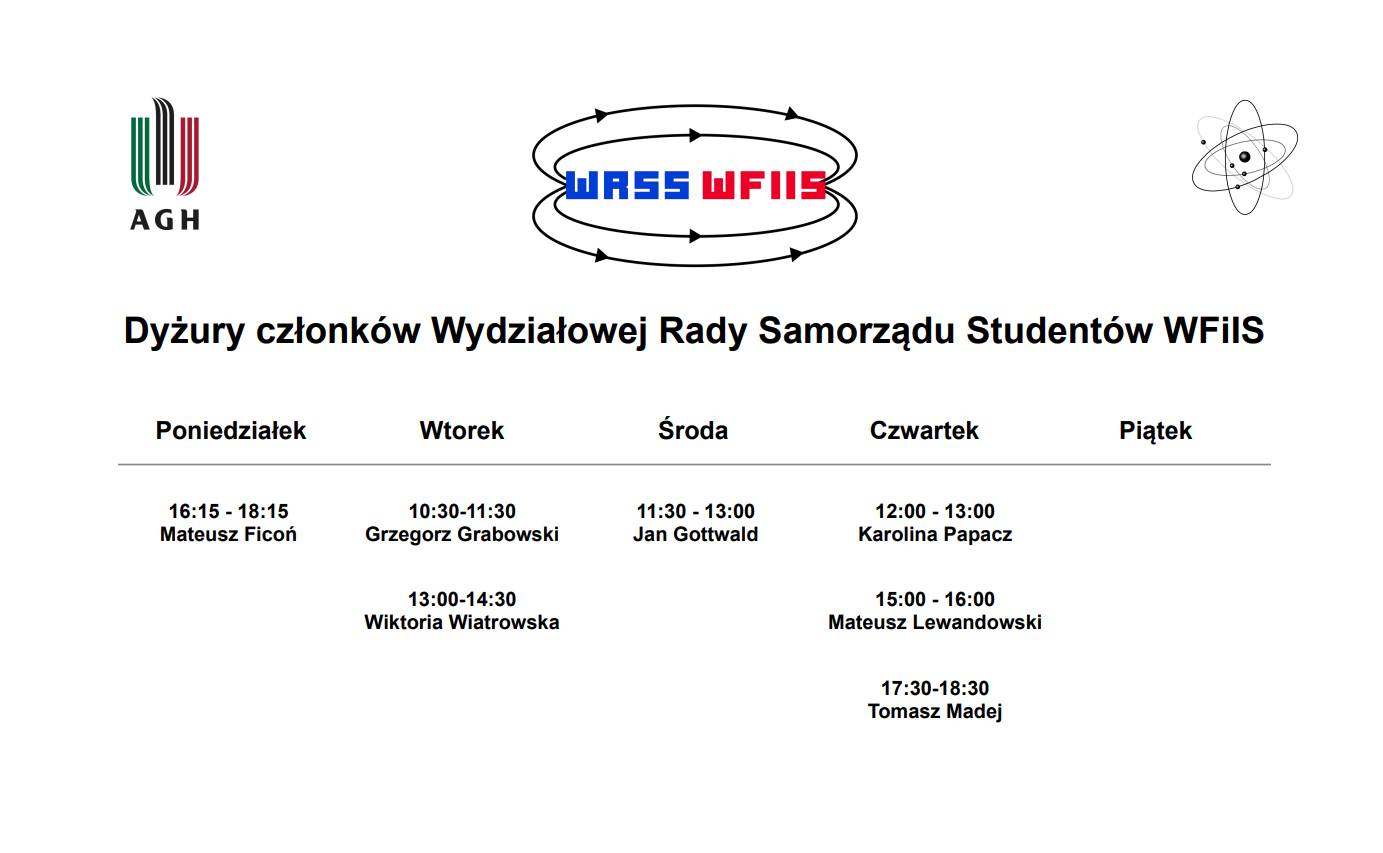 AGH
WRSS WFIIS
Dyżury członków Wydziałowej Rady Samorządu Studentów WFiIS
Poniedziałek Wtorek Środa Czwartek Piątek
16:15 - 18:15 10:30-11:30 11:30 - 13:00 12:00 - 13:00
Mateusz Ficoń Grzegorz Grabowski Jan Gottwald Karolina Papacz
13:00-14:30 15:00 - 16:00
Wiktoria Wiatrowska Mateusz Lewandowski
17:30-18:30
Tomasz Madej